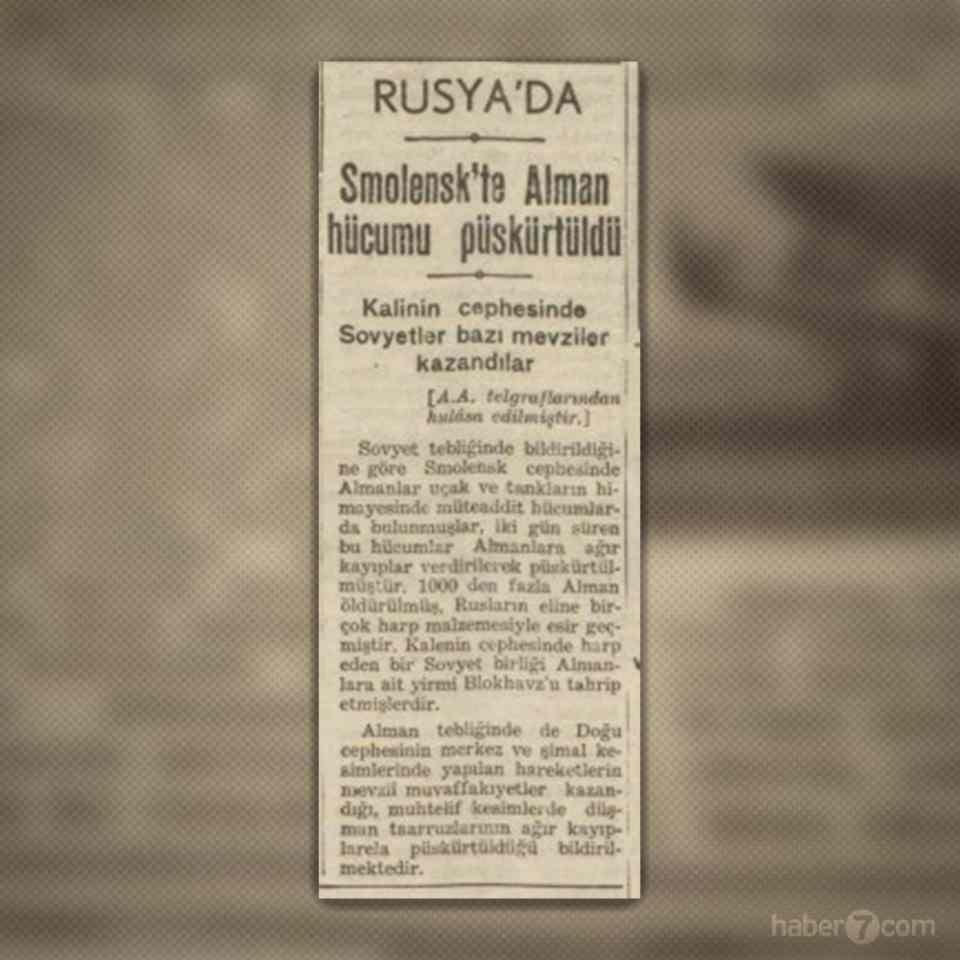 RUSYA'DA
Smolensk'te Alman
hücumu püskürtüldü
Kalinin cephesinde
Sovyetler bazı mevziler
kazandılar
[A.A. telgraflarından
hulâsa edilmiştir.]
Sovyet tebliğinde bildirildiği-
ne göre Smolensk cephesinde
Almanlar uçak ve tankların hi-
mayesinde müteaddit hücumlar-
da bulunmuşlar, iki gün süren
bu hücumlar Almanlara ağır
kayıplar verdirilerek püskürtül-
müştür. 1000 den fazla Alman
öldürülmüş, Rusların eline bir-
çok harp malzemesiyle esir geç-
miştir. Kalenin cephesinde harp
eden bir Sovyet birliği Alman-
lara ait yirmi Blokhavz'u tahrip
etmişlerdir.
Alman tebliğinde de Doğu
cephesinin merkez ve şimal ke-
simlerinde yapılan hareketlerin
mevzii muvaffakıyetler kazan-
dığı, muhtelif kesimlerde düş-
man taarruzlarının ağır kayıp-
larela püskürtüldüğü bildiril-
mektedir.
haber7com